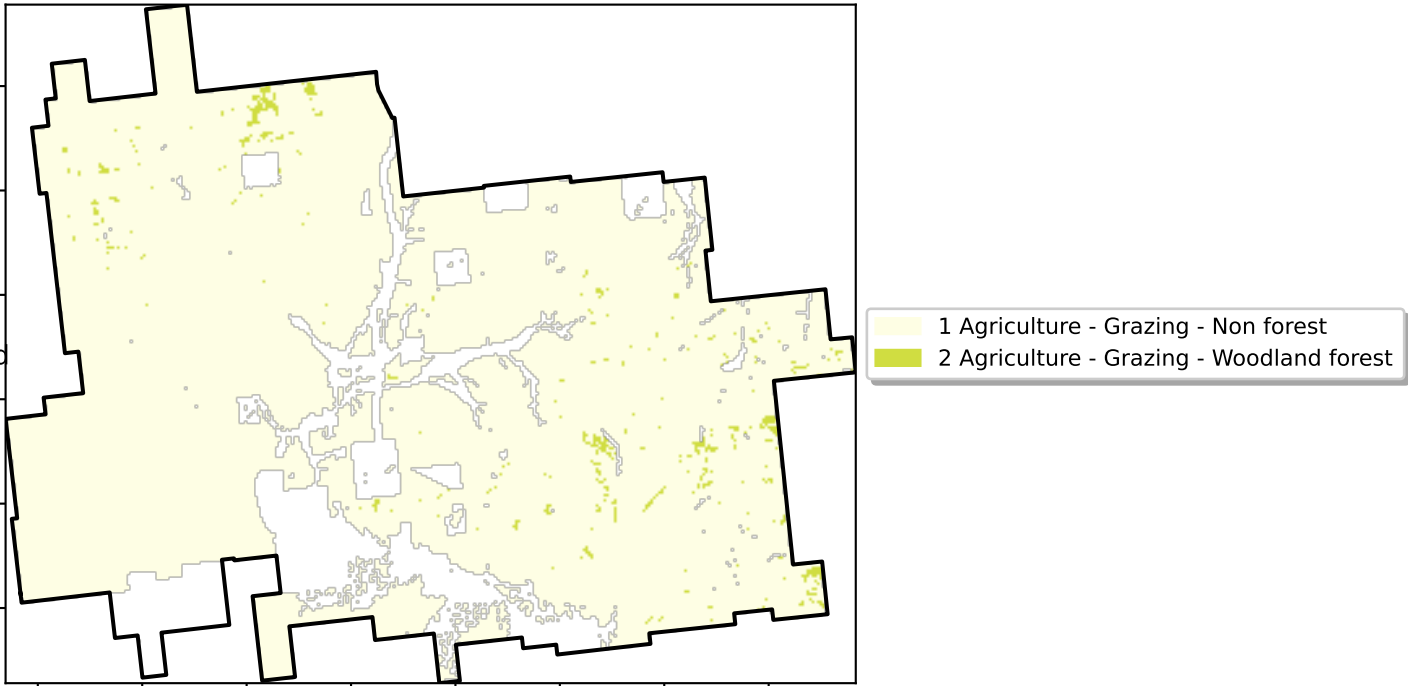 1 Agriculture - Grazing - Non forest
2 Agriculture - Grazing - Woodland forest